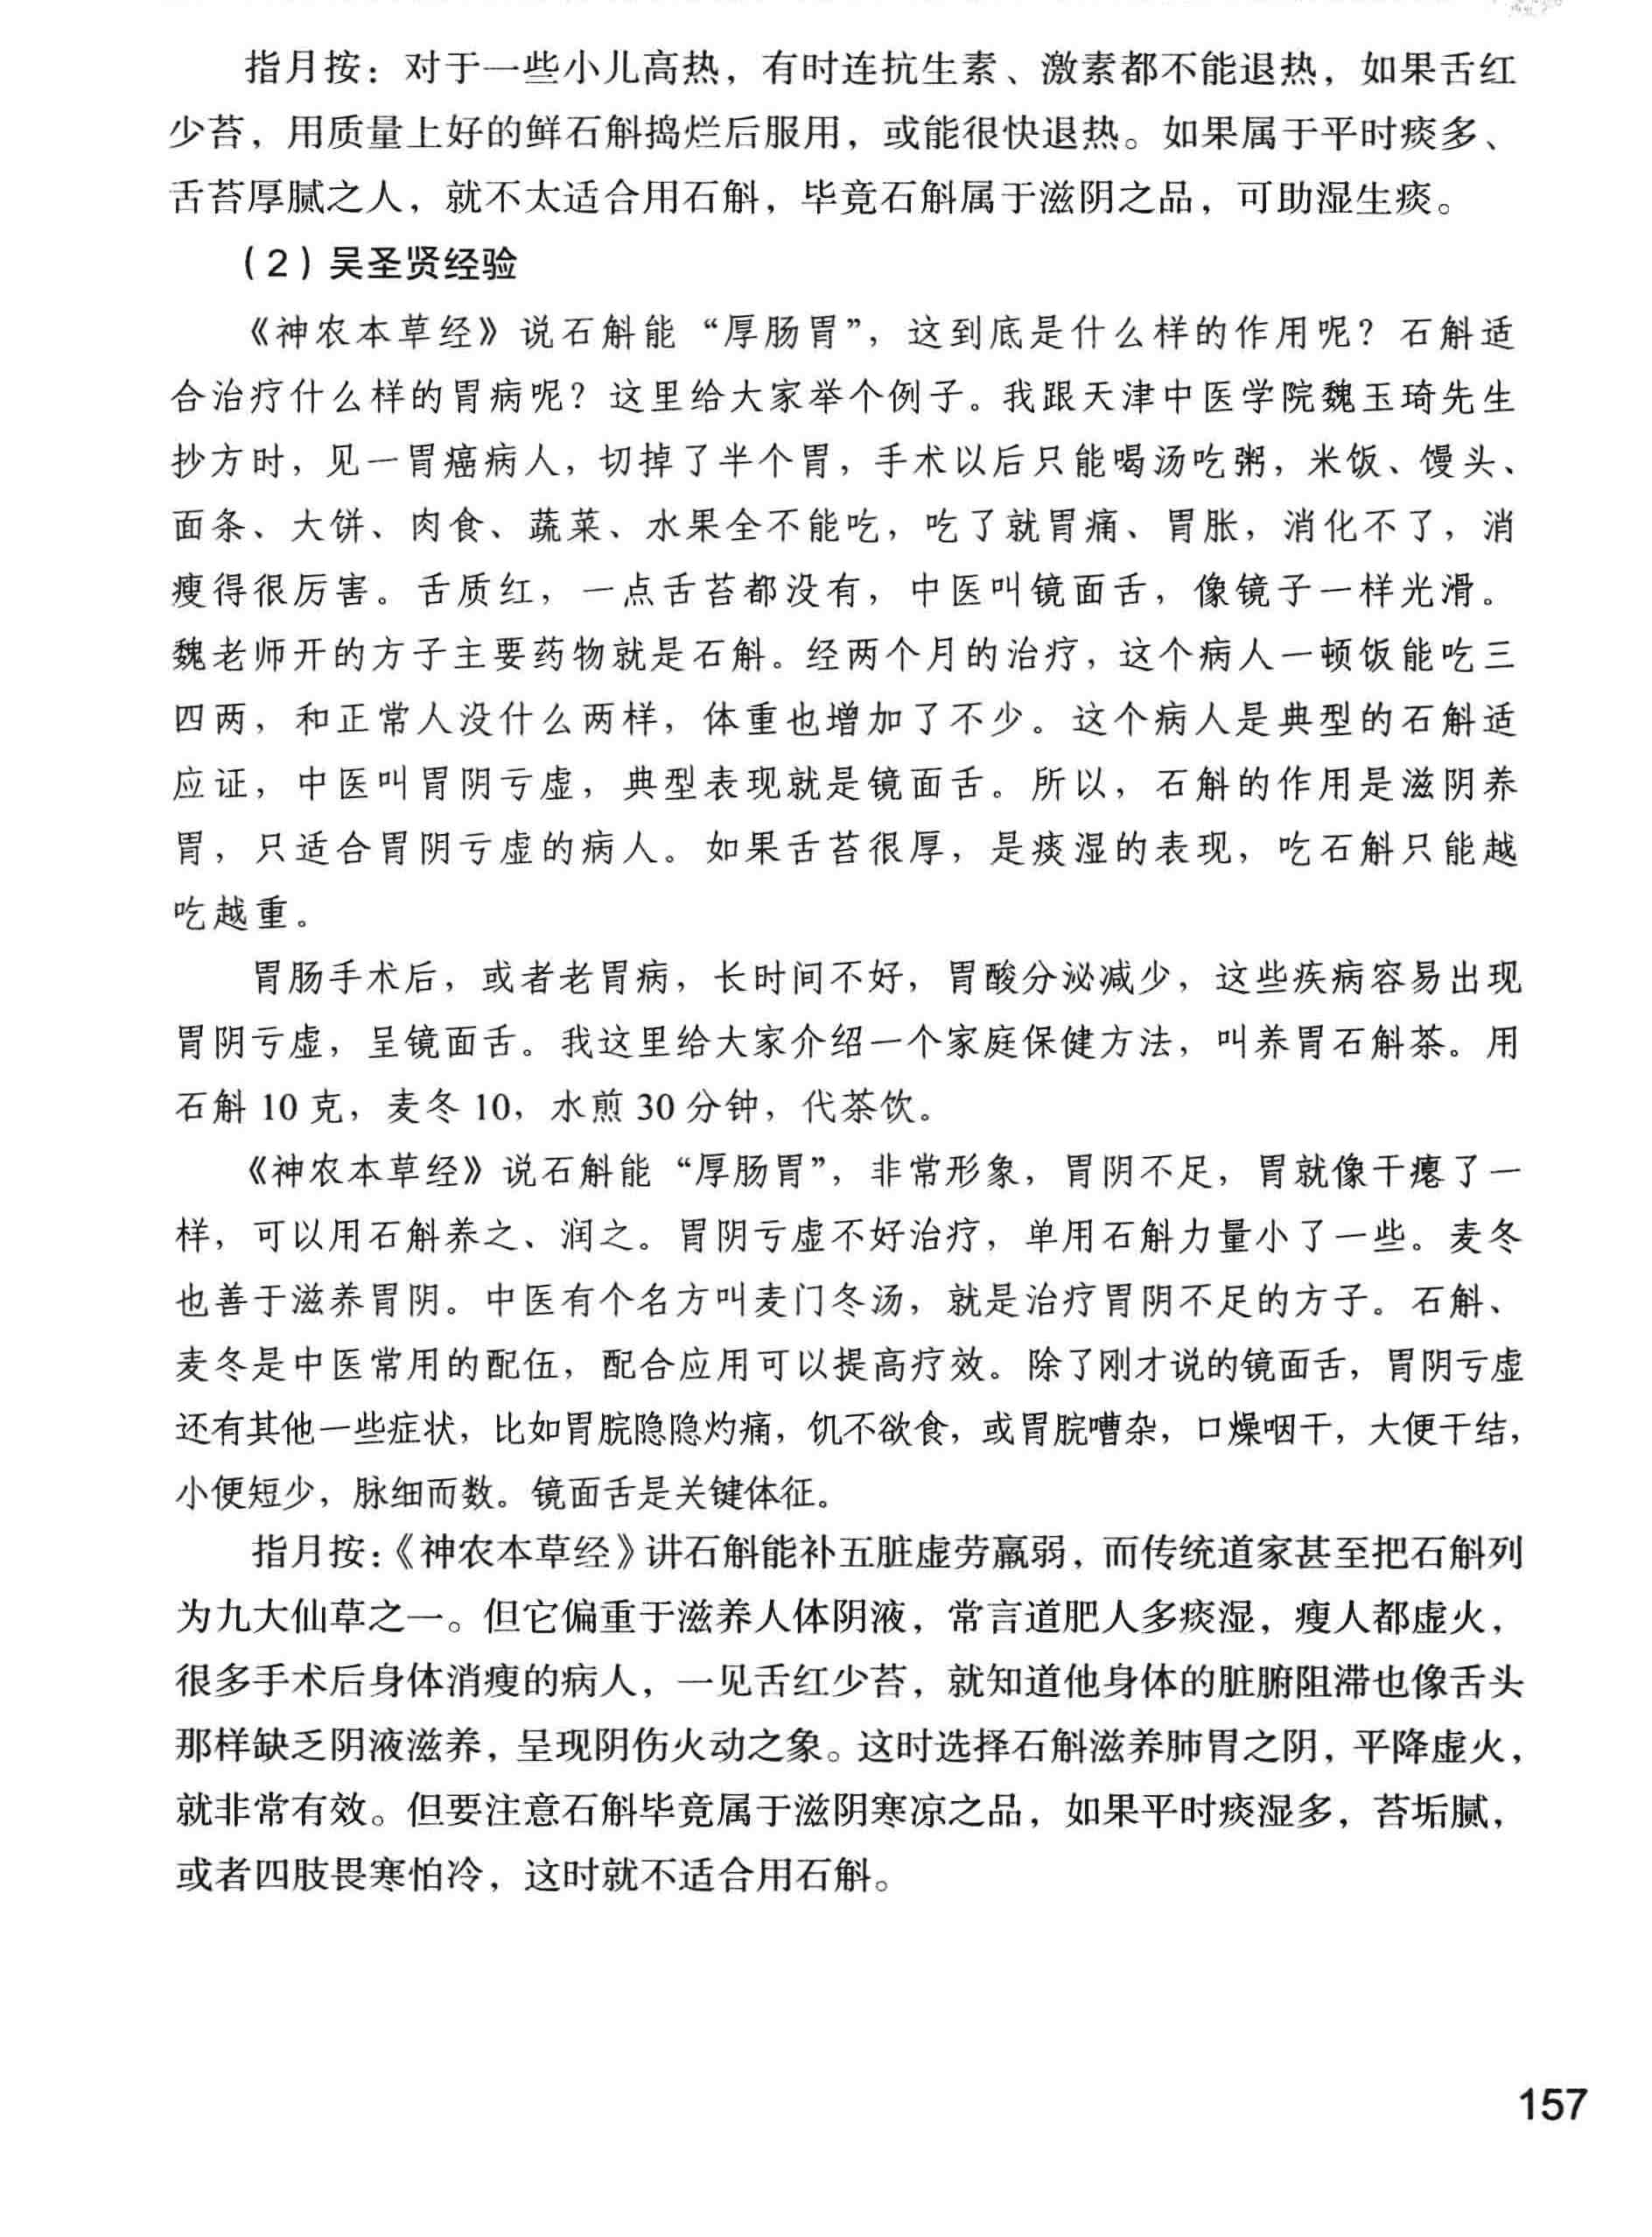 指月按：对于一些小儿高热，有时连抗生素、激素都不能退热，如果舌红
少苔，用质量上好的鲜石斛捣烂后服用，或能很快退热。如果属于平时痰多、
舌苔厚腻之人，就不太适合用石斛，毕竟石斛属于滋阴之品，可助湿生痰。
（2）吴圣贤经验
《神农本草经》说石斛能“厚肠胃”，这到底是什么样的作用呢？石斛适
合治疗什么样的胃病呢？这里给大家举个例子。我跟天津中医学院魏玉琦先生
抄方时，见一胃癌病人，切掉了半个胃，手术以后只能喝汤吃粥，米饭、馒头、
面条、大饼、肉食、蔬菜、水果全不能吃，吃了就胃痛、胃胀，消化不了，消
瘦得很厉害。舌质红，一点舌苔都没有，中医叫镜面舌，像镜子一样光滑。
魏老师开的方子主要药物就是石斛。经两个月的治疗，这个病人一顿饭能吃三
四两，和正常人没什么两样，体重也增加了不少。这个病人是典型的石斛适
应证，中医叫胃阴亏虚，典型表现就是镜面舌。所以，石斛的作用是滋阴养
胃，只适合胃阴亏虚的病人。如果舌苔很厚，是痰湿的表现，吃石斛只能越
吃越重。
胃肠手术后，或者老胃病，长时间不好，胃酸分泌减少，这些疾病容易出现
胃阴亏虚，呈镜面舌。我这里给大家介绍一个家庭保健方法，叫养胃石斛茶。用
石斛 10 克，麦冬 10，水煎 30 分钟，代茶饮。
《神农本草经》说石斛能“厚肠胃”，非常形象，胃阴不足，胃就像干瘪了一
样，可以用石斛养之、润之。胃阴亏虚不好治疗，单用石斛力量小了一些。麦冬
也善于滋养胃阴。中医有个名方叫麦门冬汤，就是治疗胃阴不足的方子。石斛、
麦冬是中医常用的配伍，配合应用可以提高疗效。除了刚才说的镜面舌，胃阴亏虚
还有其他一些症状，比如胃脘隐隐灼痛，饥不欲食，或胃脘嘈杂，口燥咽干，大便干结，
小便短少，脉细而数。镜面舌是关键体征。
指月按：《神农本草经》讲石斛能补五脏虚劳羸弱，而传统道家甚至把石斛列
为九大仙草之一。但它偏重于滋养人体阴液，常言道肥人多痰湿，瘦人都虚火，
很多手术后身体消瘦的病人，一见舌红少苔，就知道他身体的脏腑阻滞也像舌头
那样缺乏阴液滋养，呈现阴伤火动之象。这时选择石斛滋养肺胃之阴，平降虚火，
就非常有效。但要注意石斛毕竟属于滋阴寒凉之品，如果平时痰湿多，苔垢腻，
或者四肢畏寒怕冷，这时就不适合用石斛。
157